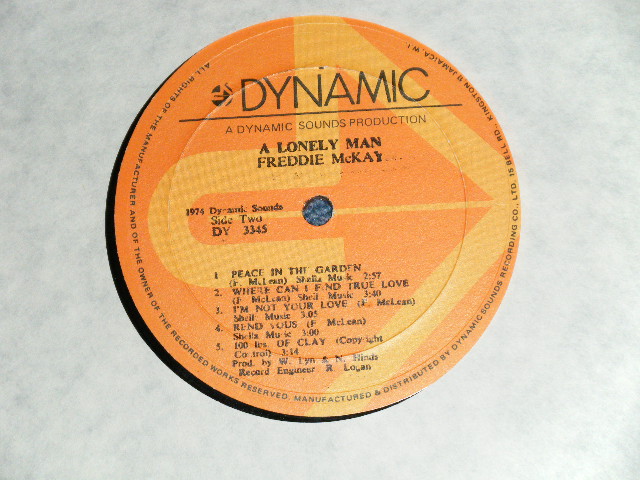 DYNAMIC
A DYNAMIC SOUNDS PRODUCTION
A LONELY MAN
FREDDIE McKAY
1974 Dynamic Sounds
Side Two
DY 3345
1 PEACE IN THE GARDEN
(F. McLean) Sheila Music 2:57
2. WHERE CAN I FIND TRUE LOVE
(F McLean) Sheil Music 3:40
3. I'M NOT YOUR LOVE (F. McLean)
Sheil Music 3.05
4. REND VOUS (F McLean)
Sheila Music 3:00
5. 100 lbs. OF CLAY (Copyright
Control) 3:14
Prod. by W. Lyn & N. Hinds
Record Engineer R Logan
ALL RIGHTS OF THE MANUFACTURER AND OF THE OWNER OF THE RECORDED WORKS RESERVED. MANUFACTURED & DISTRIBUTED BY DYNAMIC SOUNDS RECORDING CO., LTD. 15 BELL RD. KINGSTON 11 JAMAICA. W I